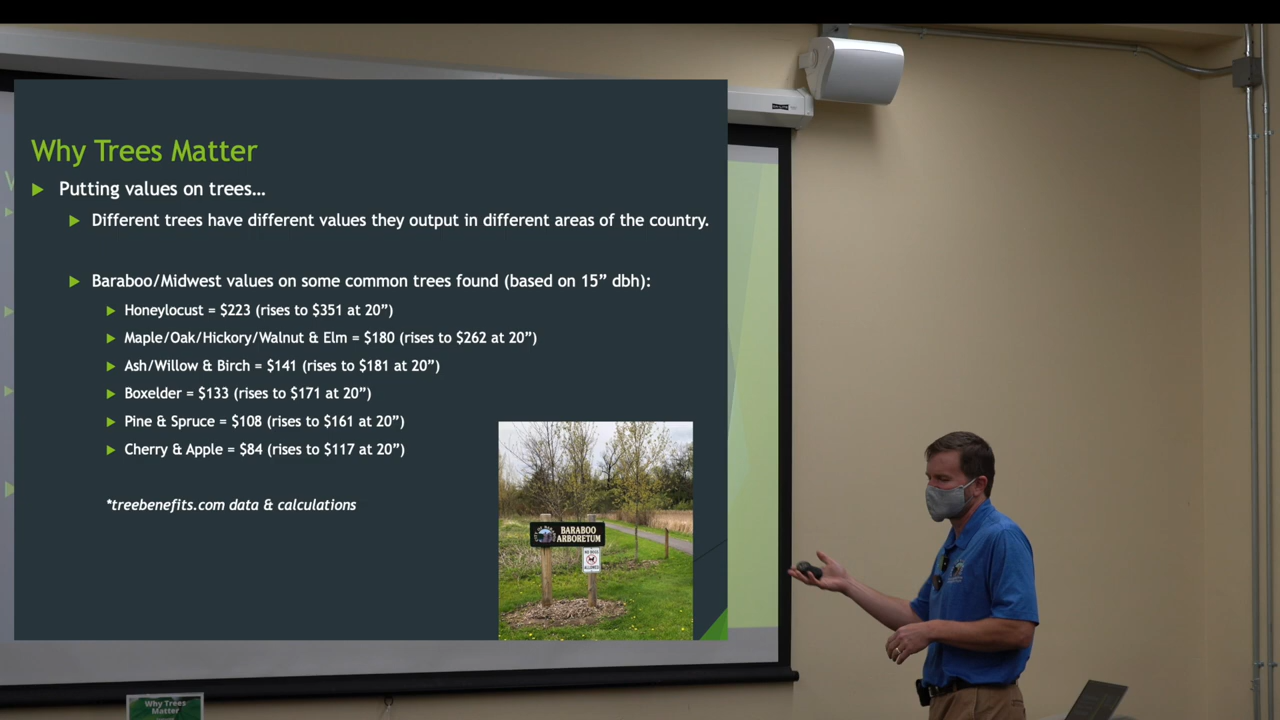 Why Trees Matter
Putting values on trees…
Different trees have different values they output in different areas of the country.
Baraboo/Midwest values on some common trees found (based on 15” dbh):
Honeylocust = $223 (rises to $351 at 20”)
Maple/Oak/Hickory/Walnut & Elm = $180 (rises to $262 at 20”)
Ash/Willow & Birch = $141 (rises to $181 at 20”)
Boxelder = $133 (rises to $171 at 20”)
Pine & Spruce = $108 (rises to $161 at 20”)
Cherry & Apple = $84 (rises to $117 at 20”)
*treebenefits.com data & calculations
BARABOO
ARBORETUM
NO DOGS
ALLOWED
Why Trees
Matter